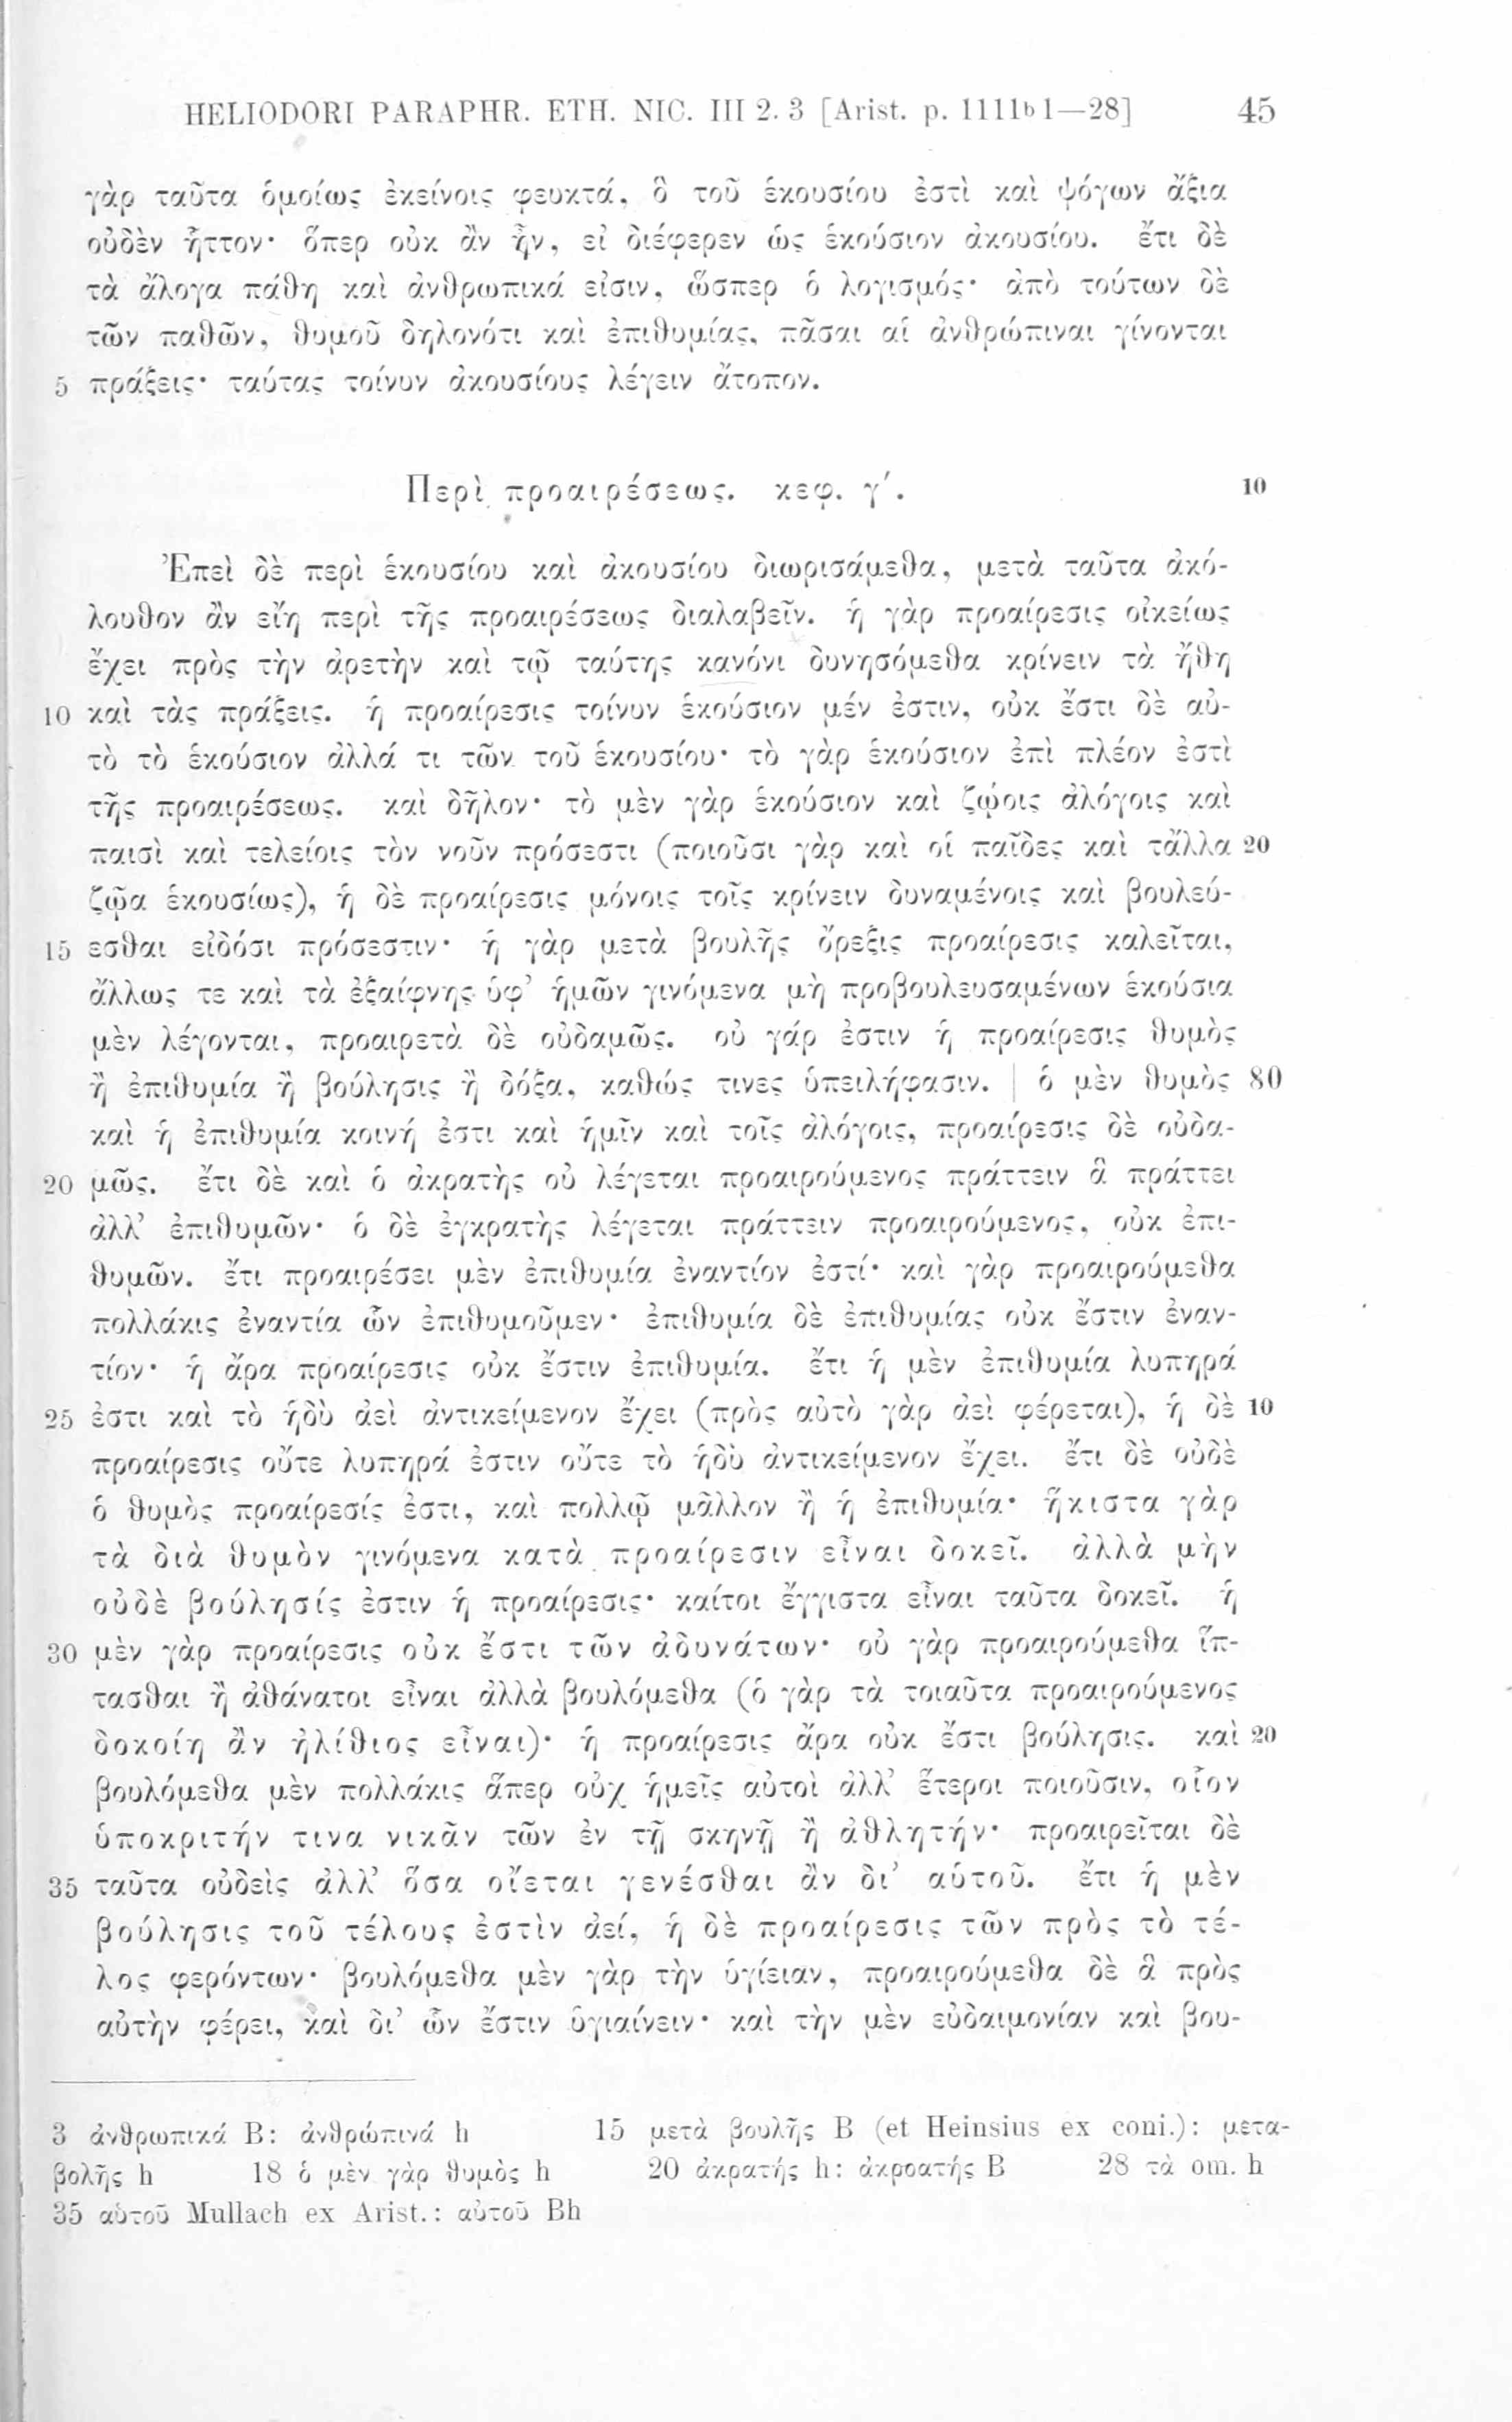 HELIODORI PARAPHR. ETH. NIC. III 2. 3 [Arist. p. 1111b 1—28] 45
γὰρ ταῦτα ὁμοίως ἐκείνοις φευκτά, ὃ τοῦ ἑκουσίου ἐστὶ καὶ ψόγων ἄξια
οὐδὲν ἧττον· ὅπερ οὐκ ἂν ἦν, εἰ διέφερεν ὡς ἑκούσιον ἀκουσίου. ἔτι δὲ
τὰ ἄλογα πάθη καὶ ἀνθρωπικά εἰσιν, ὥσπερ ὁ λογισμός· ἀπὸ τούτων δὲ
τῶν παθῶν, θυμοῦ δηλονότι καὶ ἐπιθυμίας, πᾶσαι αἱ ἀνθρώπιναι γίνονται
5 πράξεις· ταύτας τοίνυν ἀκουσίους λέγειν ἄτοπον.
Περὶ προαιρέσεως. κεφ. γ΄. 10
Ἐπεὶ δὲ περὶ ἑκουσίου καὶ ἀκουσίου διωρισάμεθα, μετὰ ταῦτα ἀκό-
λουθον ἂν εἴη περὶ τῆς προαιρέσεως διαλαβεῖν. ἡ γὰρ προαίρεσις οἰκείως
ἔχει πρὸς τὴν ἀρετὴν καὶ τῷ ταύτης κανόνι δυνησόμεθα κρίνειν τὰ ἤθη
10 καὶ τὰς πράξεις. ἡ προαίρεσις τοίνυν ἑκούσιον μέν ἐστιν, οὐκ ἔστι δὲ αὐ-
τὸ τὸ ἑκούσιον ἀλλά τι τῶν τοῦ ἑκουσίου· τὸ γὰρ ἑκούσιον ἐπὶ πλέον ἐστὶ
τῆς προαιρέσεως. καὶ δῆλον· τὸ μὲν γὰρ ἑκούσιον καὶ ζῴοις ἀλόγοις καὶ
παισὶ καὶ τελείοις τὸν νοῦν πρόσεστι (ποιοῦσι γὰρ καὶ οἱ παῖδες καὶ τἄλλα 20
ζῷα ἑκουσίως), ἡ δὲ προαίρεσις μόνοις τοῖς κρίνειν δυναμένοις καὶ βουλεύ-
15 εσθαι εἰδόσι πρόσεστιν· ἡ γὰρ μετὰ βουλῆς ὄρεξις προαίρεσις καλεῖται,
ἄλλως τε καὶ τὰ ἐξαίφνης ὑφ’ ἡμῶν γινόμενα μὴ προβουλευσαμένων ἑκούσια
μὲν λέγονται, προαιρετὰ δὲ οὐδαμῶς. οὐ γάρ ἐστιν ἡ προαίρεσις θυμὸς
ἢ ἐπιθυμία ἢ βούλησις ἢ δόξα, καθώς τινες ὑπειλήφασιν. | ὁ μὲν θυμὸς 80
καὶ ἡ ἐπιθυμία κοινή ἐστι καὶ ἡμῖν καὶ τοῖς ἀλόγοις, προαίρεσις δὲ οὐδα-
20 μῶς. ἔτι δὲ καὶ ὁ ἀκρατὴς οὐ λέγεται προαιρούμενος πράττειν ἃ πράττει
ἀλλ’ ἐπιθυμῶν· ὁ δὲ ἐγκρατὴς λέγεται πράττειν προαιρούμενος, οὐκ ἐπι-
θυμῶν. ἔτι προαιρέσει μὲν ἐπιθυμία ἐναντίον ἐστί· καὶ γὰρ προαιρούμεθα
πολλάκις ἐναντία ὧν ἐπιθυμοῦμεν· ἐπιθυμία δὲ ἐπιθυμίας οὐκ ἔστιν ἐναν-
τίον· ἡ ἄρα προαίρεσις οὐκ ἔστιν ἐπιθυμία. ἔτι ἡ μὲν ἐπιθυμία λυπηρά
25 ἐστι καὶ τὸ ἡδὺ ἀεὶ ἀντικείμενον ἔχει (πρὸς αὐτὸ γὰρ ἀεὶ φέρεται), ἡ δὲ 10
προαίρεσις οὔτε λυπηρά ἐστιν οὔτε τὸ ἡδὺ ἀντικείμενον ἔχει. ἔτι δὲ οὐδὲ
ὁ θυμὸς προαίρεσίς ἐστι, καὶ πολλῷ μᾶλλον ἢ ἡ ἐπιθυμία· ἥκιστα γὰρ
τὰ διὰ θυμὸν γινόμενα κατὰ προαίρεσιν εἶναι δοκεῖ. ἀλλὰ μὴν
οὐδὲ βούλησίς ἐστιν ἡ προαίρεσις· καίτοι ἔγγιστα εἶναι ταῦτα δοκεῖ. ἡ
30 μὲν γὰρ προαίρεσις οὐκ ἔστι τῶν ἀδυνάτων· οὐ γὰρ προαιρούμεθα ἵπ-
τασθαι ἢ ἀθάνατοι εἶναι ἀλλὰ βουλόμεθα (ὁ γὰρ τὰ τοιαῦτα προαιρούμενος
δοκοίη ἂν ἠλίθιος εἶναι)· ἡ προαίρεσις ἄρα οὐκ ἔστι βούλησις. καὶ 20
βουλόμεθα μὲν πολλάκις ἅπερ οὐχ ἡμεῖς αὐτοὶ ἀλλ’ ἕτεροι ποιοῦσιν, οἷον
ὑποκριτήν τινα νικᾶν τῶν ἐν τῇ σκηνῇ ἢ ἀθλητήν· προαιρεῖται δὲ
35 ταῦτα οὐδεὶς ἀλλ’ ὅσα οἴεται γενέσθαι ἂν δι’ αὑτοῦ. ἔτι ἡ μὲν
βούλησις τοῦ τέλους ἐστὶν ἀεί, ἡ δὲ προαίρεσις τῶν πρὸς τὸ τέ-
λος φερόντων· βουλόμεθα μὲν γὰρ τὴν ὑγίειαν, προαιρούμεθα δὲ ἃ πρὸς
αὐτὴν φέρει, καὶ δι’ ὧν ἔστιν ὑγιαίνειν· καὶ τὴν μὲν εὐδαιμονίαν καὶ βου-
3 ἀνθρωπικά B: ἀνθρώπινά h 15 μετὰ βουλῆς B (et Heinsius ex coni.): μετα-
βολῆς h 18 ὁ μὲν γὰρ θυμὸς h 20 ἀκρατής h: ἀκροατής B 28 τὰ om. h
35 αὑτοῦ Mullach ex Arist.: αὐτοῦ Bh